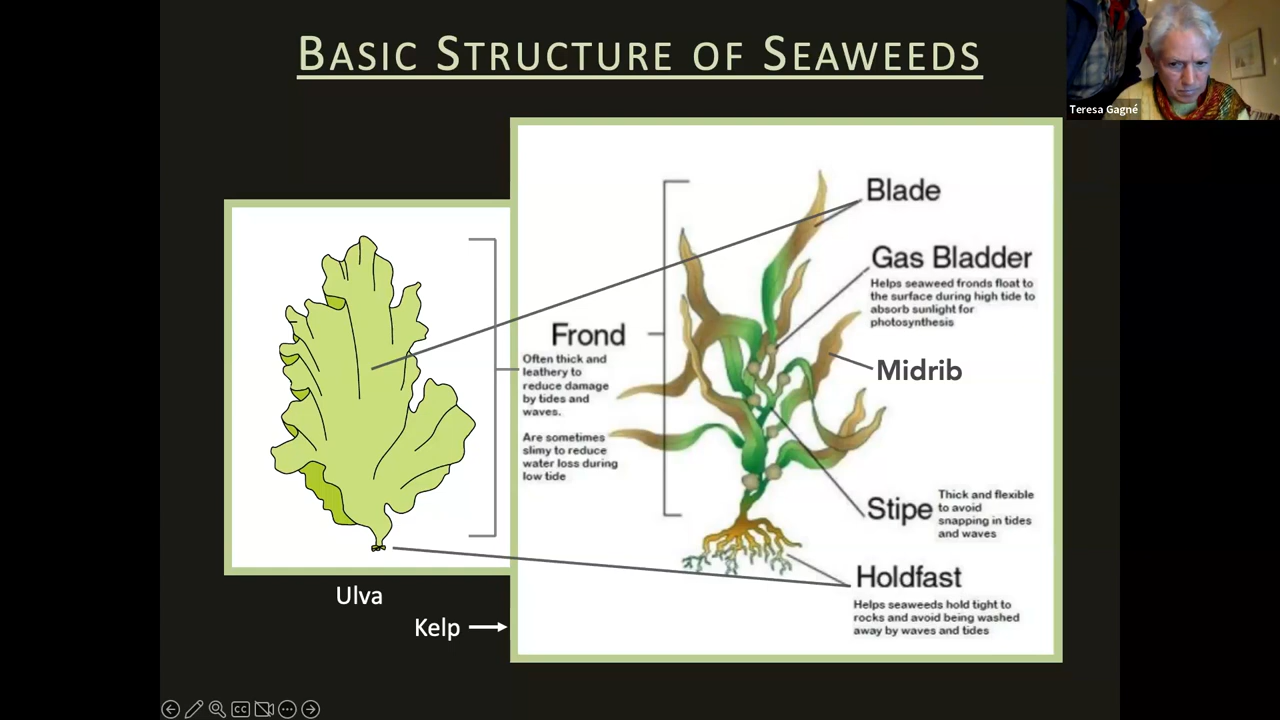 BASIC STRUCTURE OF SEAWEEDS
Teresa Gagné
Blade
Gas Bladder
Helps seaweed fronds float to
the surface during high tide to
absorb sunlight for
photosynthesis
Frond
Often thick and
leathery to
reduce damage
by tides and
waves.
Are sometimes
slimy to reduce
water loss during
low tide
Midrib
Stipe
Thick and flexible
to avoid
snapping in tides
and waves
Holdfast
Helps seaweeds hold tight to
rocks and avoid being washed
away by waves and tides
Ulva
Kelp
CC